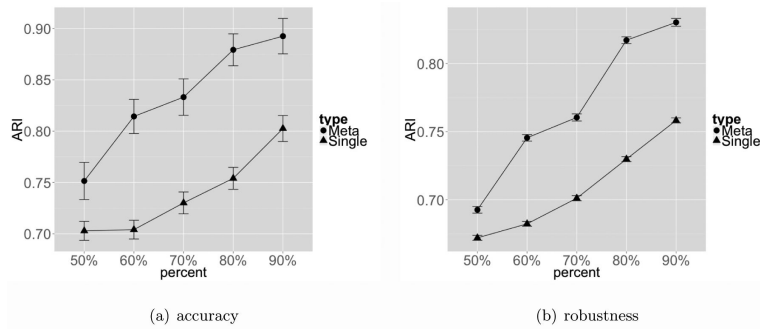 0.90
0.85
0.80
0.75
0.70
ARI
50% 60% 70% 80% 90%
percent
type
Meta
Single
(a) accuracy
0.80
0.75
0.70
ARI
50% 60% 70% 80% 90%
percent
type
Meta
Single
(b) robustness